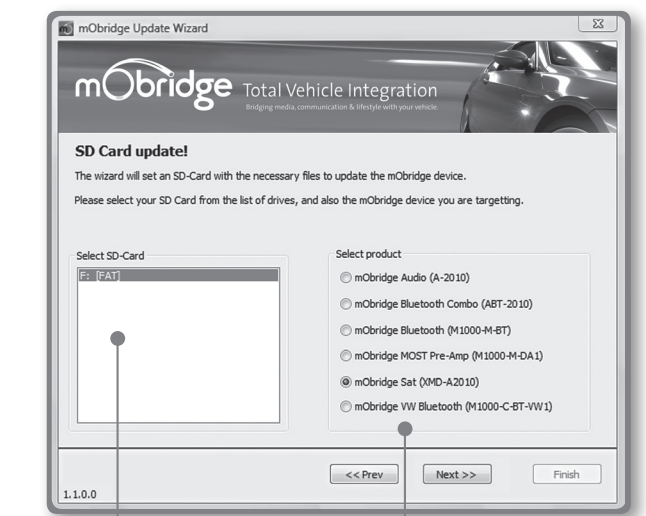 mObridge Update Wizard
mObridge Total Vehicle Integration
Bridging media, communication & lifestyle with your vehicle.
SD Card update!
The wizard will set an SD-Card with the necessary files to update the mObridge device.
Please select your SD Card from the list of drives, and also the mObridge device you are targetting.
Select SD-Card
F: [FAT]
Select product
mObridge Audio (A-2010)
mObridge Bluetooth Combo (ABT-2010)
mObridge Bluetooth (M1000-M-BT)
mObridge MOST Pre-Amp (M1000-M-DA1)
mObridge Sat (XMD-A2010)
mObridge VW Bluetooth (M1000-C-BT-VW1)
<< Prev
Next >>
Finish
1.1.0.0